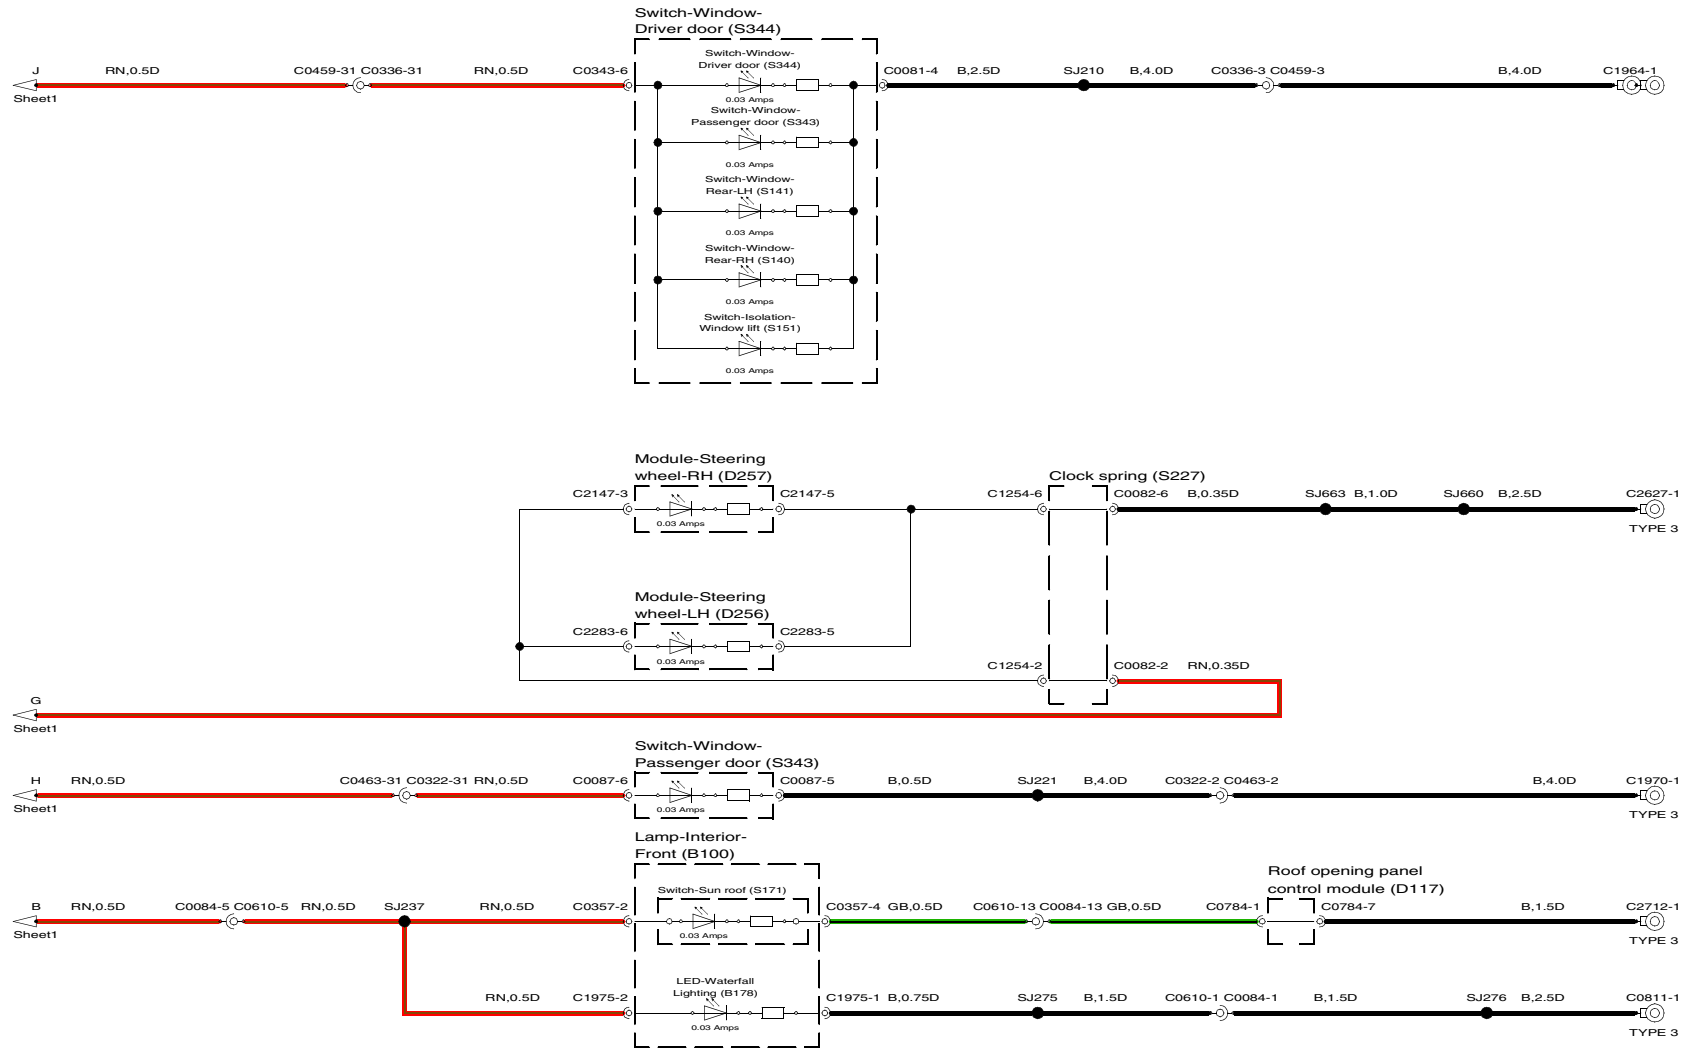 Switch-Window-
Driver door (S344)
Switch-Window-
Driver door (S344)
J RN,0.5D C0459-31 C0336-31 RN,0.5D C0343-6 C0081-4 B,2.5D SJ210 B,4.0D C0336-3 C0459-3 B,4.0D C1964-1
Sheet1
0.03 Amps
Switch-Window-
Passenger door (S343)
0.03 Amps
Switch-Window-
Rear-LH (S141)
0.03 Amps
Switch-Window-
Rear-RH (S140)
0.03 Amps
Switch-Isolation-
Window lift (S151)
0.03 Amps
Module-Steering
wheel-RH (D257) Clock spring (S227)
C2147-3 C2147-5 C1254-6 C0082-6 B,0.35D SJ663 B,1.0D SJ660 B,2.5D C2627-1
0.03 Amps TYPE 3
Module-Steering
wheel-LH (D256)
C2283-6 C2283-5
0.03 Amps
C1254-2 C0082-2 RN,0.35D
G
Sheet1
Switch-Window-
Passenger door (S343)
H RN,0.5D C0463-31 C0322-31 RN,0.5D C0087-6 C0087-5 B,0.5D SJ221 B,4.0D C0322-2 C0463-2 B,4.0D C1970-1
Sheet1 0.03 Amps TYPE 3
Lamp-Interior-
Front (B100)
Roof opening panel
control module (D117)
Switch-Sun roof (S171)
B RN,0.5D C0084-5 C0610-5 RN,0.5D SJ237 RN,0.5D C0357-2 C0357-4 GB,0.5D C0610-13 C0084-13 GB,0.5D C0784-1 C0784-7 B,1.5D C2712-1
Sheet1 0.03 Amps TYPE 3
LED-Waterfall
Lighting (B178)
RN,0.5D C1975-2 C1975-1 B,0.75D SJ275 B,1.5D C0610-1 C0084-1 B,1.5D SJ276 B,2.5D C0811-1
0.03 Amps TYPE 3